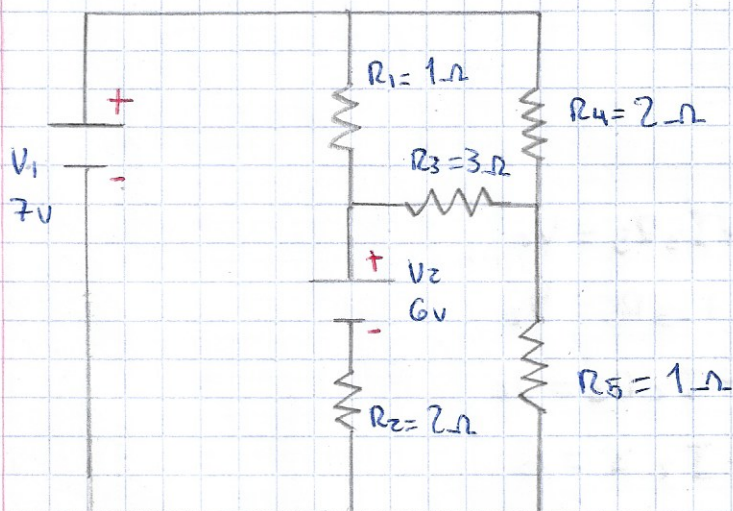 R1=1Ω
+
R4=2Ω
V1
R3=3Ω
-
7v
+
V2
6v
-
R5=1Ω
R2=2Ω